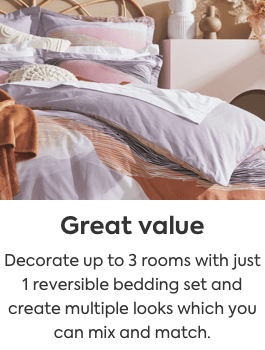 Great value
Decorate up to 3 rooms with just
1 reversible bedding set and
create multiple looks which you
can mix and match.